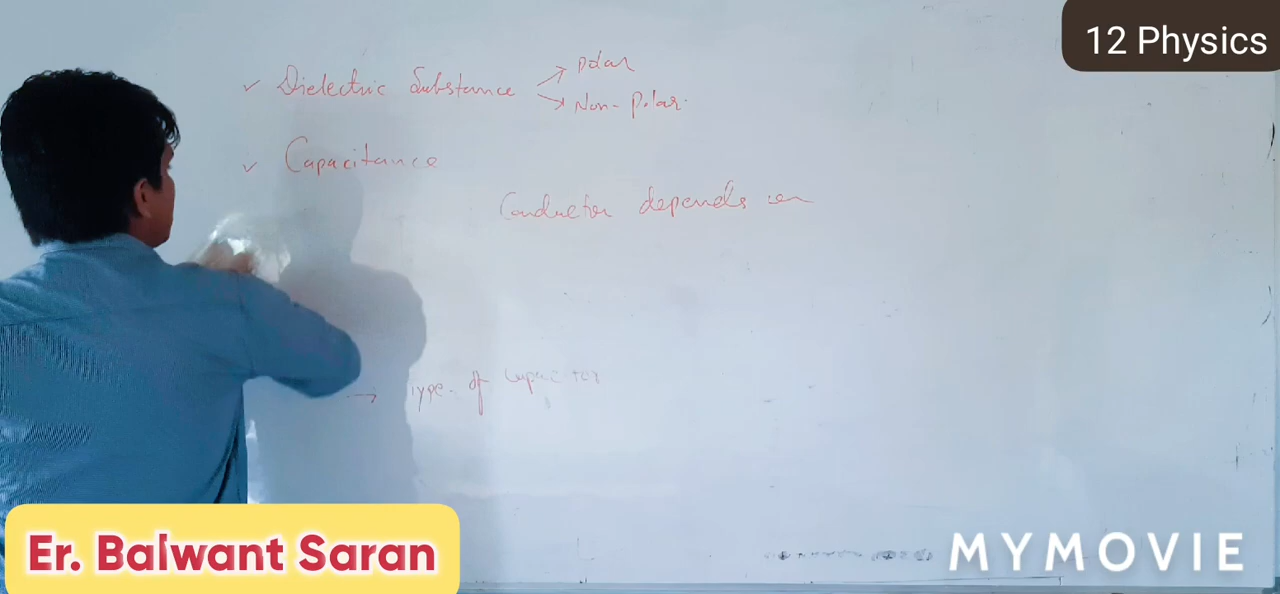 12 Physics
✓ Dielectric Substance → Polar
→ Non-Polar.
✓ Capacitance
Conductor depends on
→ Type of Capacitor
Er. Balwant Saran
MYMOVIE